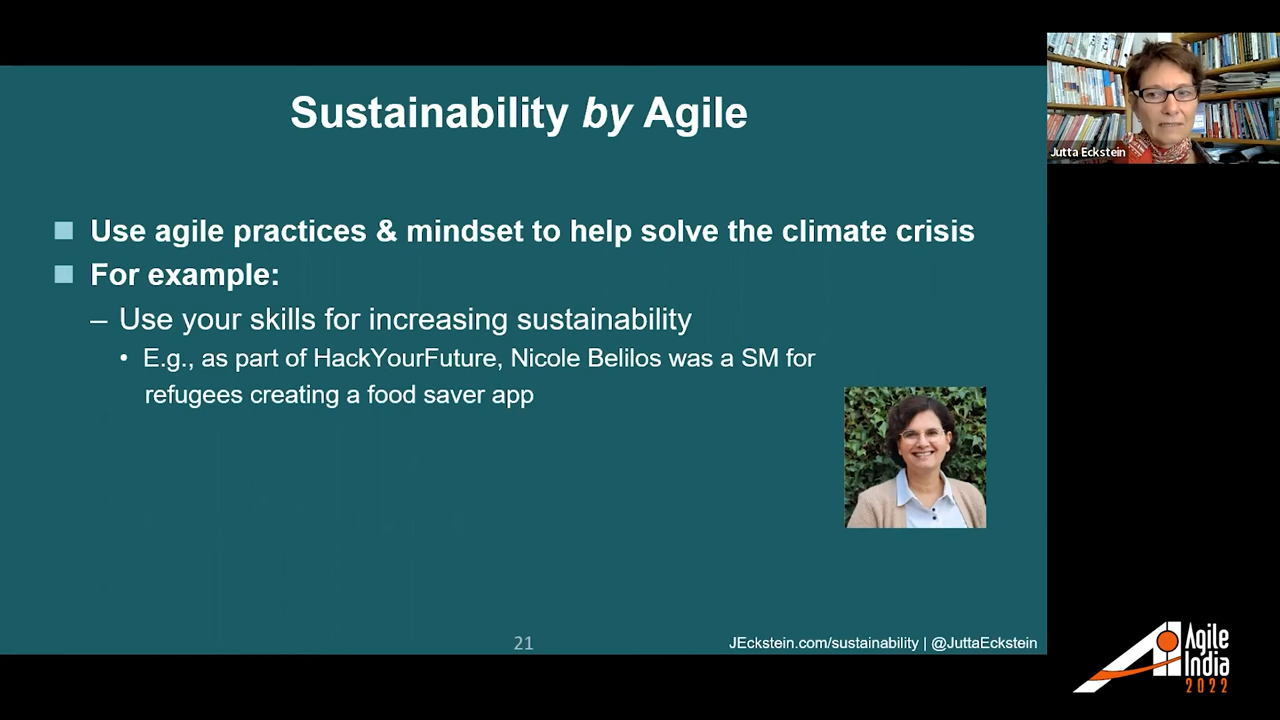 Sustainability by Agile
Use agile practices & mindset to help solve the climate crisis
For example:
– Use your skills for increasing sustainability
• E.g., as part of HackYourFuture, Nicole Belilos was a SM for
refugees creating a food saver app
21
JEckstein.com/sustainability | @JuttaEckstein
Jutta Eckstein
Agile
India
2022